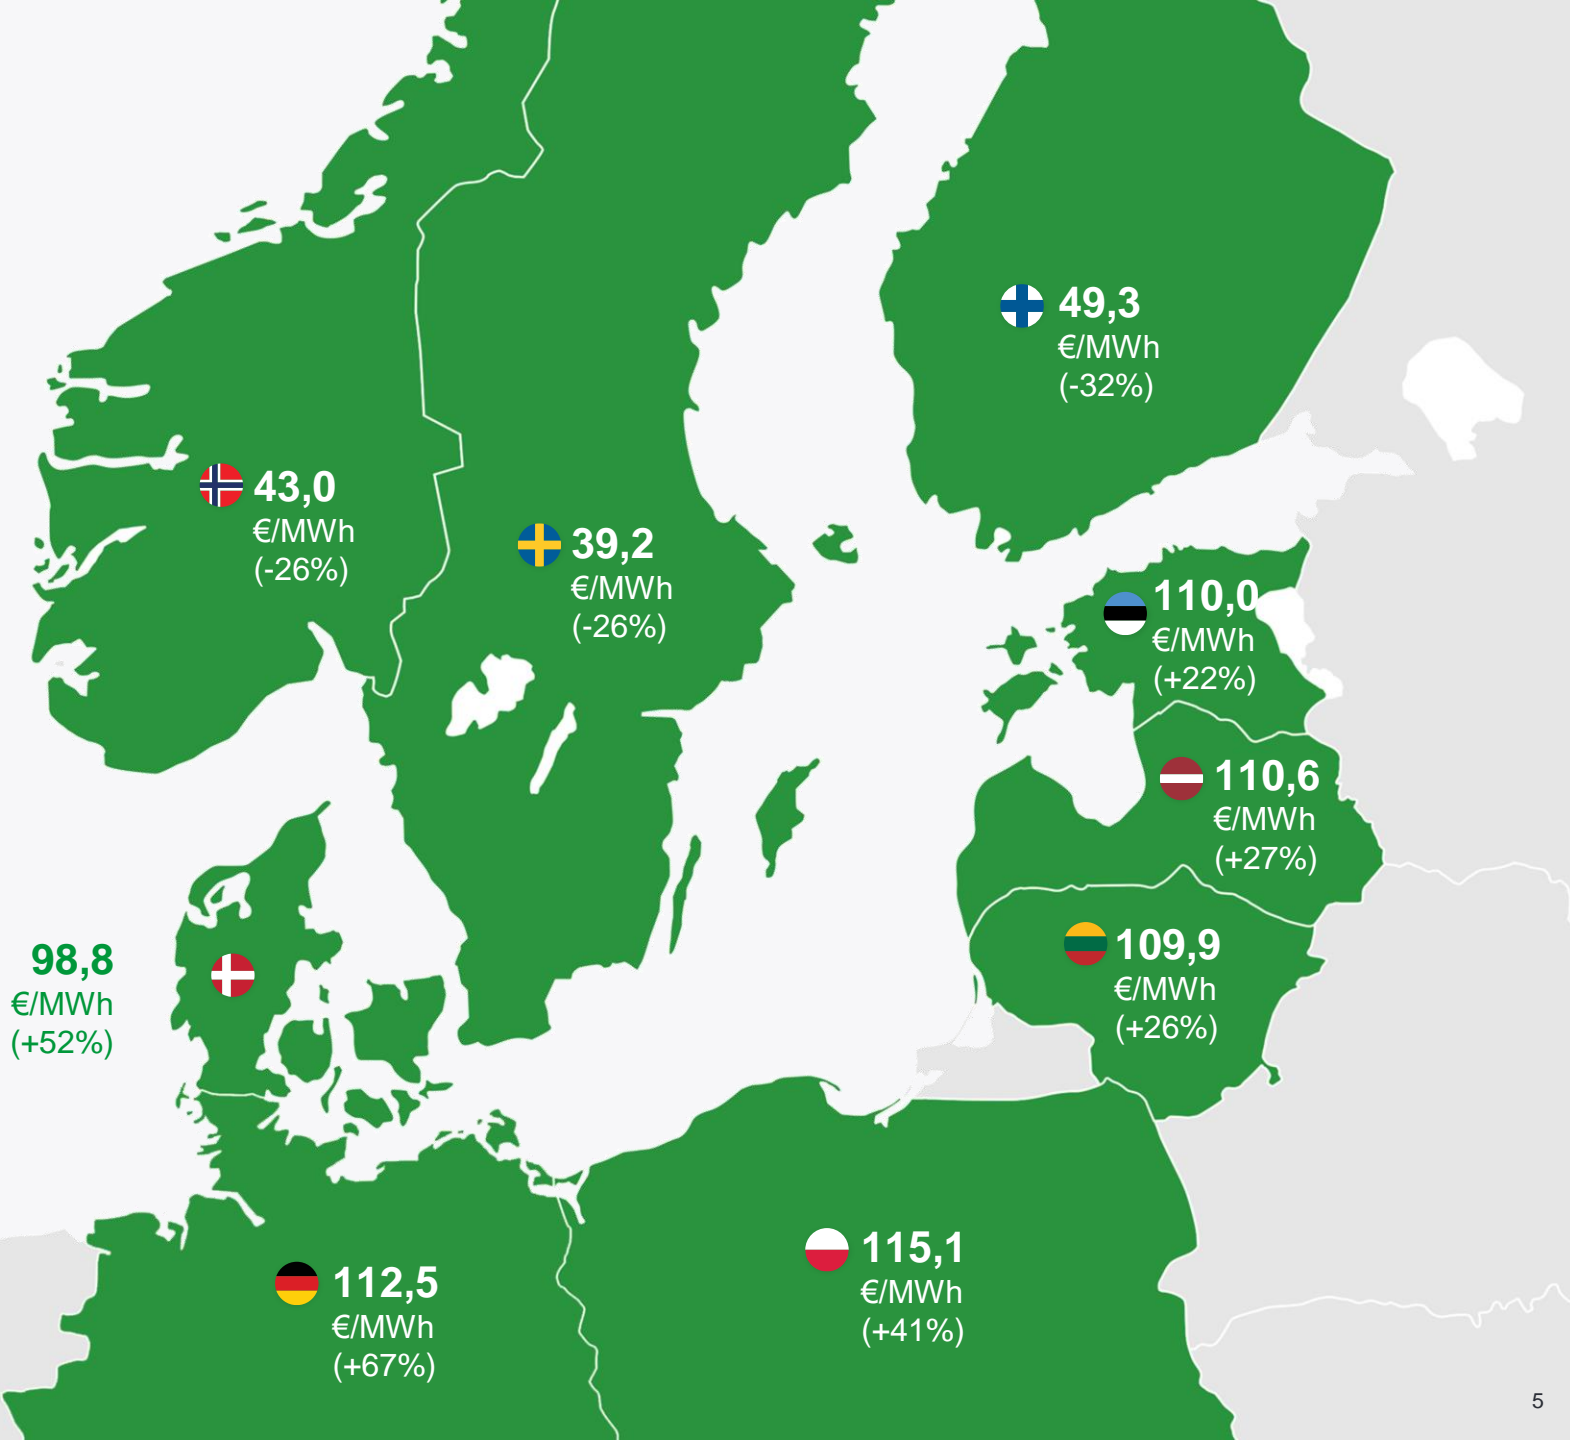 49,3
€/MWh
(-32%)
43,0
€/MWh
(-26%)
39,2
€/MWh
(-26%)
110,0
€/MWh
(+22%)
110,6
€/MWh
(+27%)
98,8
€/MWh
(+52%)
109,9
€/MWh
(+26%)
112,5
€/MWh
(+67%)
115,1
€/MWh
(+41%)
5